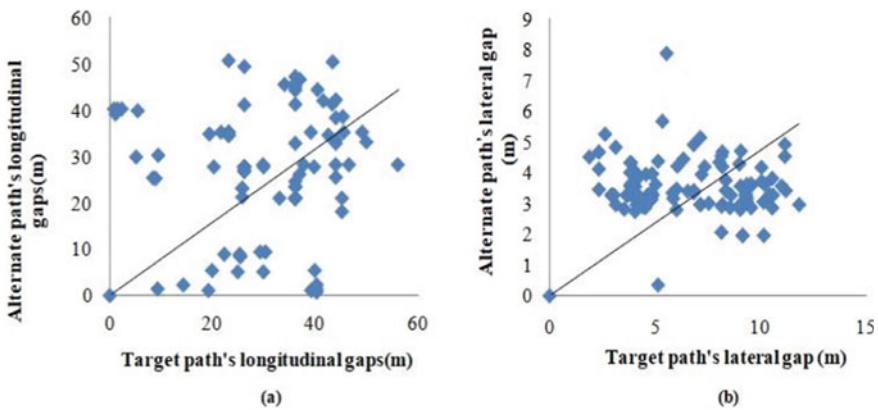 Alternate path's longitudinal
gaps(m)
60
50
40
30
20
10
0
0 20 40 60
Target path's longitudinal gaps(m)
(a)
Alternate path's lateral gap
(m)
9
8
7
6
5
4
3
2
1
0
0 5 10 15
Target path's lateral gap (m)
(b)